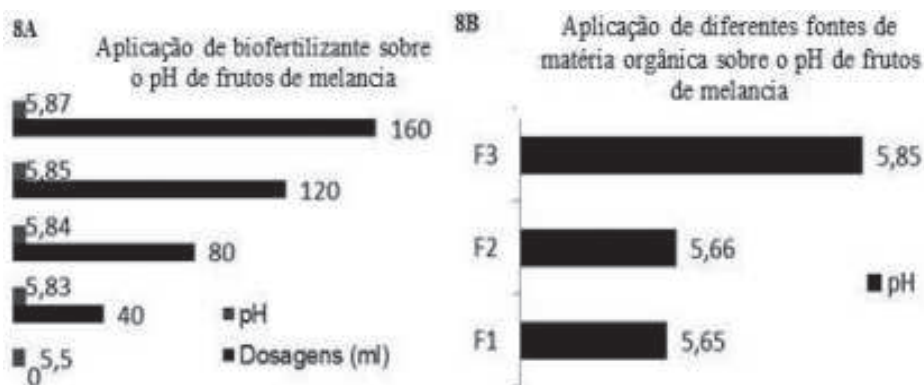 8A
Aplicação de biofertilizante sobre
o pH de frutos de melancia
5,87
160
5,85
120
5,84
80
5,83
40
5,5
0
pH
Dosagens (ml)
8B
Aplicação de diferentes fontes de
matéria orgânica sobre o pH de frutos
de melancia
F3
5,85
F2
5,66
F1
5,65
pH